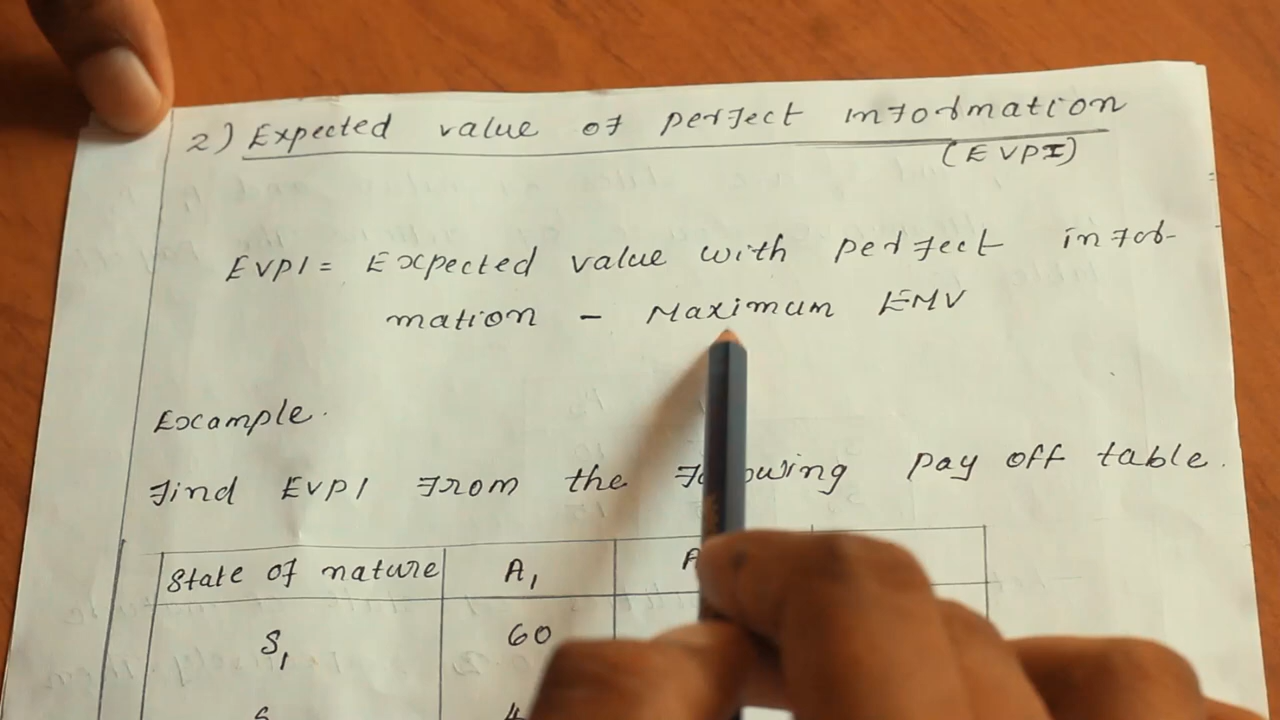 2) Expected value of perfect information
(EVPI)
EVPI = Expected value with perfect infor-
mation - Maximum EMV
Example.
Find EVPI from the pay off table.
State of nature A1
S1 60